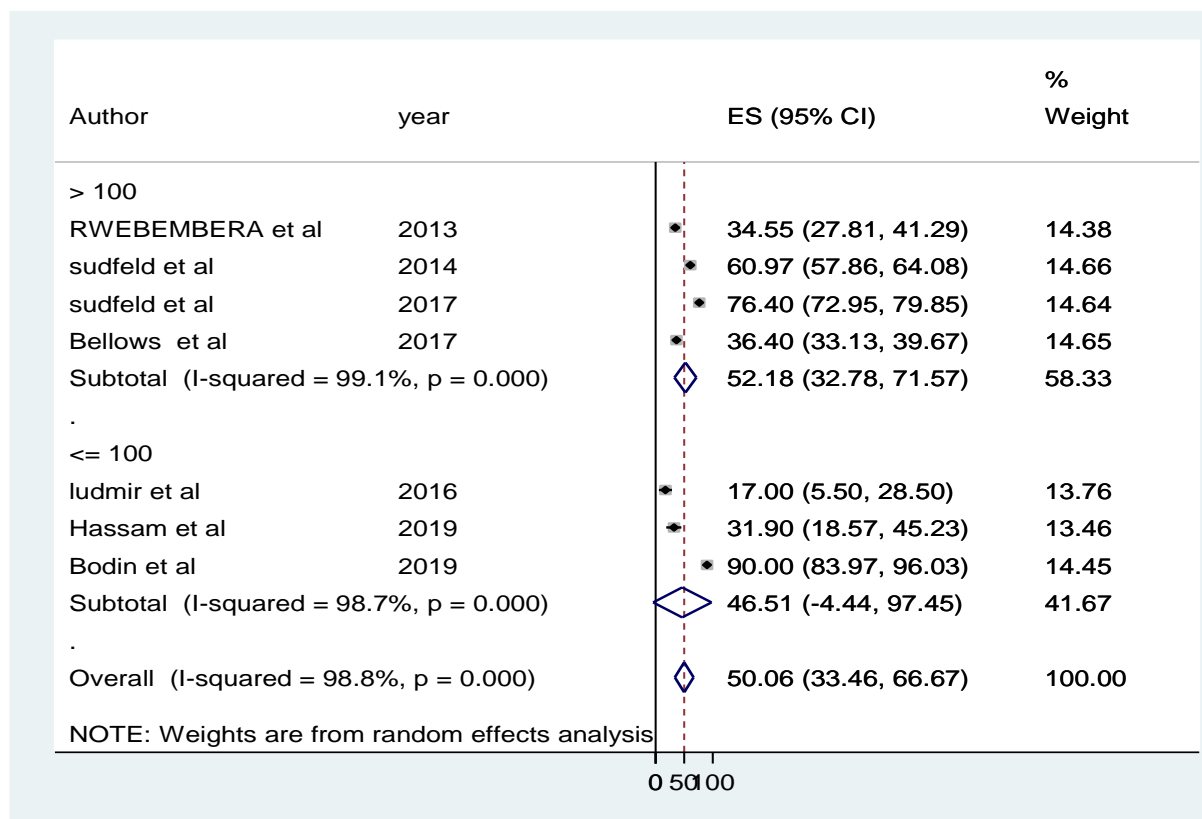 %
Author year ES (95% CI) Weight
> 100
RWEBEMBERA et al 2013 34.55 (27.81, 41.29) 14.38
sudfeld et al 2014 60.97 (57.86, 64.08) 14.66
sudfeld et al 2017 76.40 (72.95, 79.85) 14.64
Bellows et al 2017 36.40 (33.13, 39.67) 14.65
Subtotal (I-squared = 99.1%, p = 0.000) 52.18 (32.78, 71.57) 58.33
.
<= 100
ludmir et al 2016 17.00 (5.50, 28.50) 13.76
Hassam et al 2019 31.90 (18.57, 45.23) 13.46
Bodin et al 2019 90.00 (83.97, 96.03) 14.45
Subtotal (I-squared = 98.7%, p = 0.000) 46.51 (-4.44, 97.45) 41.67
.
Overall (I-squared = 98.8%, p = 0.000) 50.06 (33.46, 66.67) 100.00
NOTE: Weights are from random effects analysis
0 50 100